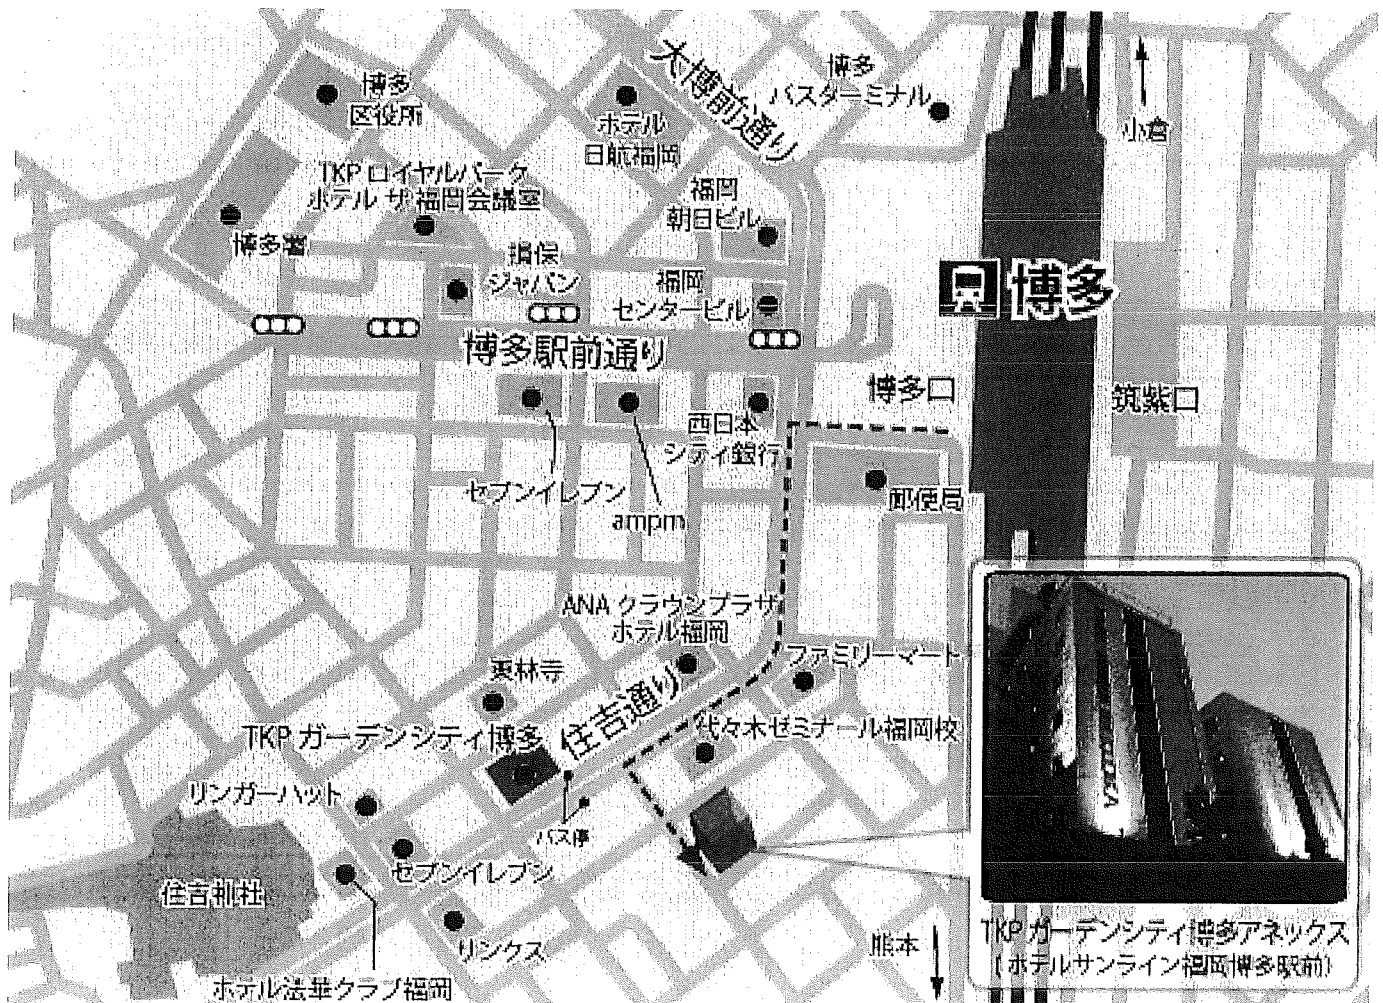 大博前通り
博多
バスターミナル
小倉
博多
区役所
ホテル
日航福岡
TKP ロイヤルパーク
ホテル ザ 福岡会議室
福岡
朝日ビル
博多署
損保
ジャパン
福岡
センタービル
博多
博多駅前通り
博多口
筑紫口
西日本
シティ銀行
セブンイレブン
ampm
郵便局
ANA クラウンプラザ
ホテル福岡
ファミリーマート
東林寺
住吉通り
代々木ゼミナール福岡校
TKP ガーデンシティ博多
リンガーハット
バス停
セブンイレブン
住吉神社
リンクス
ホテル法華クラブ福岡
熊本
TKP ガーデンシティ博多アネックス
(ホテルサンライン福岡博多駅前)